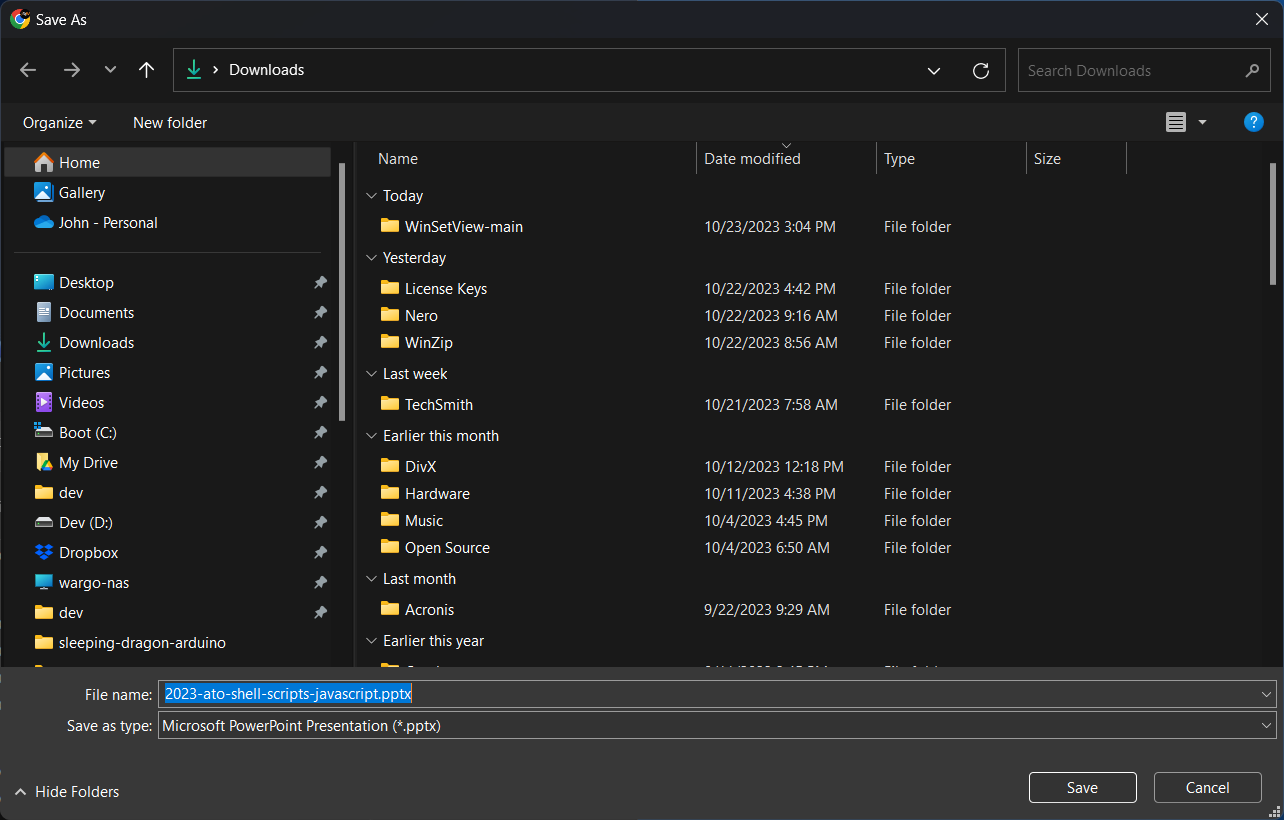 Save As
Downloads
Search Downloads
Organize
New folder
?
Home
Gallery
John - Personal
Desktop
Documents
Downloads
Pictures
Videos
Boot (C:)
My Drive
dev
Dev (D:)
Dropbox
wargo-nas
dev
sleeping-dragon-arduino
Name Date modified Type Size
Today
WinSetView-main 10/23/2023 3:04 PM File folder
Yesterday
License Keys 10/22/2023 4:42 PM File folder
Nero 10/22/2023 9:16 AM File folder
WinZip 10/22/2023 8:56 AM File folder
Last week
TechSmith 10/21/2023 7:58 AM File folder
Earlier this month
DivX 10/12/2023 12:18 PM File folder
Hardware 10/11/2023 4:38 PM File folder
Music 10/4/2023 4:45 PM File folder
Open Source 10/4/2023 6:50 AM File folder
Last month
Acronis 9/22/2023 9:29 AM File folder
Earlier this year
File name: 2023-ato-shell-scripts-javascript.pptx
Save as type: Microsoft PowerPoint Presentation (*.pptx)
Hide Folders
Save
Cancel